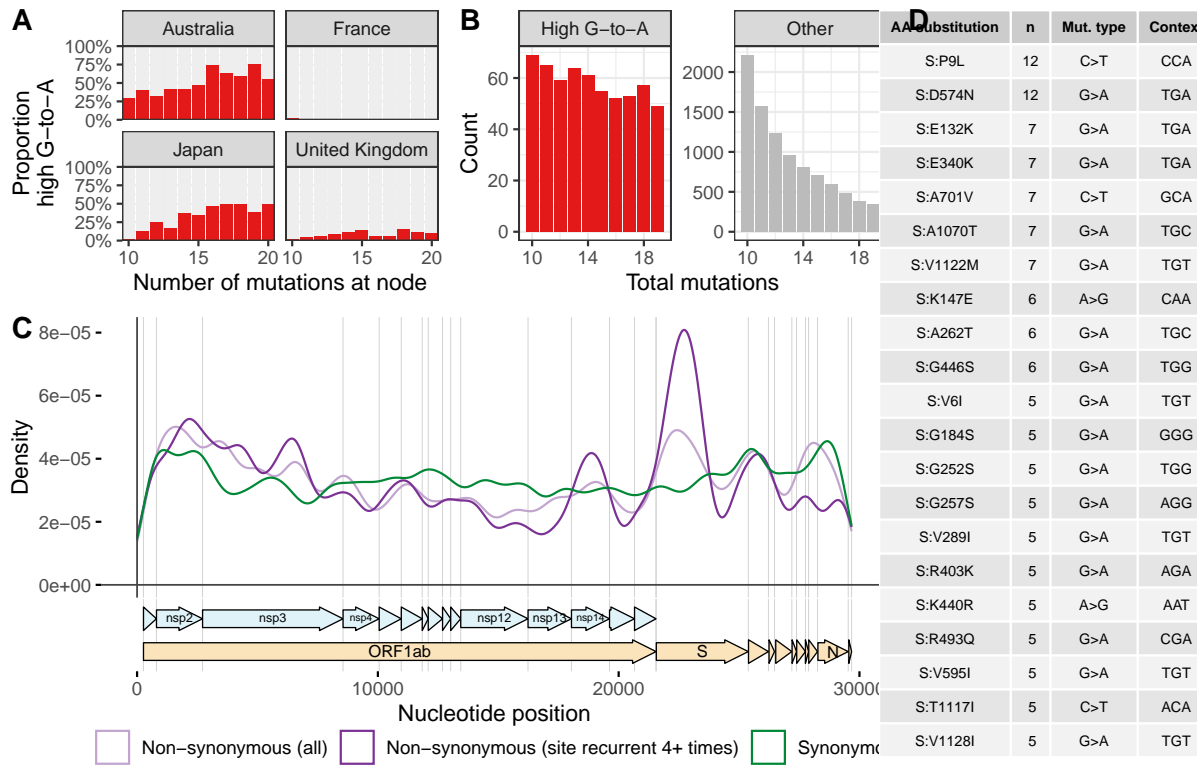 A
Australia
France
Japan
United Kingdom
100%
75%
50%
25%
0%
100%
75%
50%
25%
0%
Proportion
high G−to−A
10 15 20
10 15 20
Number of mutations at node
B
High G−to−A
Other
Count
60
40
20
0
2000
1500
1000
500
0
10 14 18
10 14 18
Total mutations
C
Density
8e−05
6e−05
4e−05
2e−05
0e+00
nsp2 nsp3 nsp4 nsp12 nsp13 nsp14
ORF1ab S N
0 10000 20000 30000
Nucleotide position
Non−synonymous (all) Non−synonymous (site recurrent 4+ times) Synonymo
D
AA substitution n Mut. type Contex
S:P9L 12 C>T CCA
S:D574N 12 G>A TGA
S:E132K 7 G>A TGA
S:E340K 7 G>A TGA
S:A701V 7 C>T GCA
S:A1070T 7 G>A TGC
S:V1122M 7 G>A TGT
S:K147E 6 A>G CAA
S:A262T 6 G>A TGC
S:G446S 6 G>A TGG
S:V6I 5 G>A TGT
S:G184S 5 G>A GGG
S:G252S 5 G>A TGG
S:G257S 5 G>A AGG
S:V289I 5 G>A TGT
S:R403K 5 G>A AGA
S:K440R 5 A>G AAT
S:R493Q 5 G>A CGA
S:V595I 5 G>A TGT
S:T1117I 5 C>T ACA
S:V1128I 5 G>A TGT